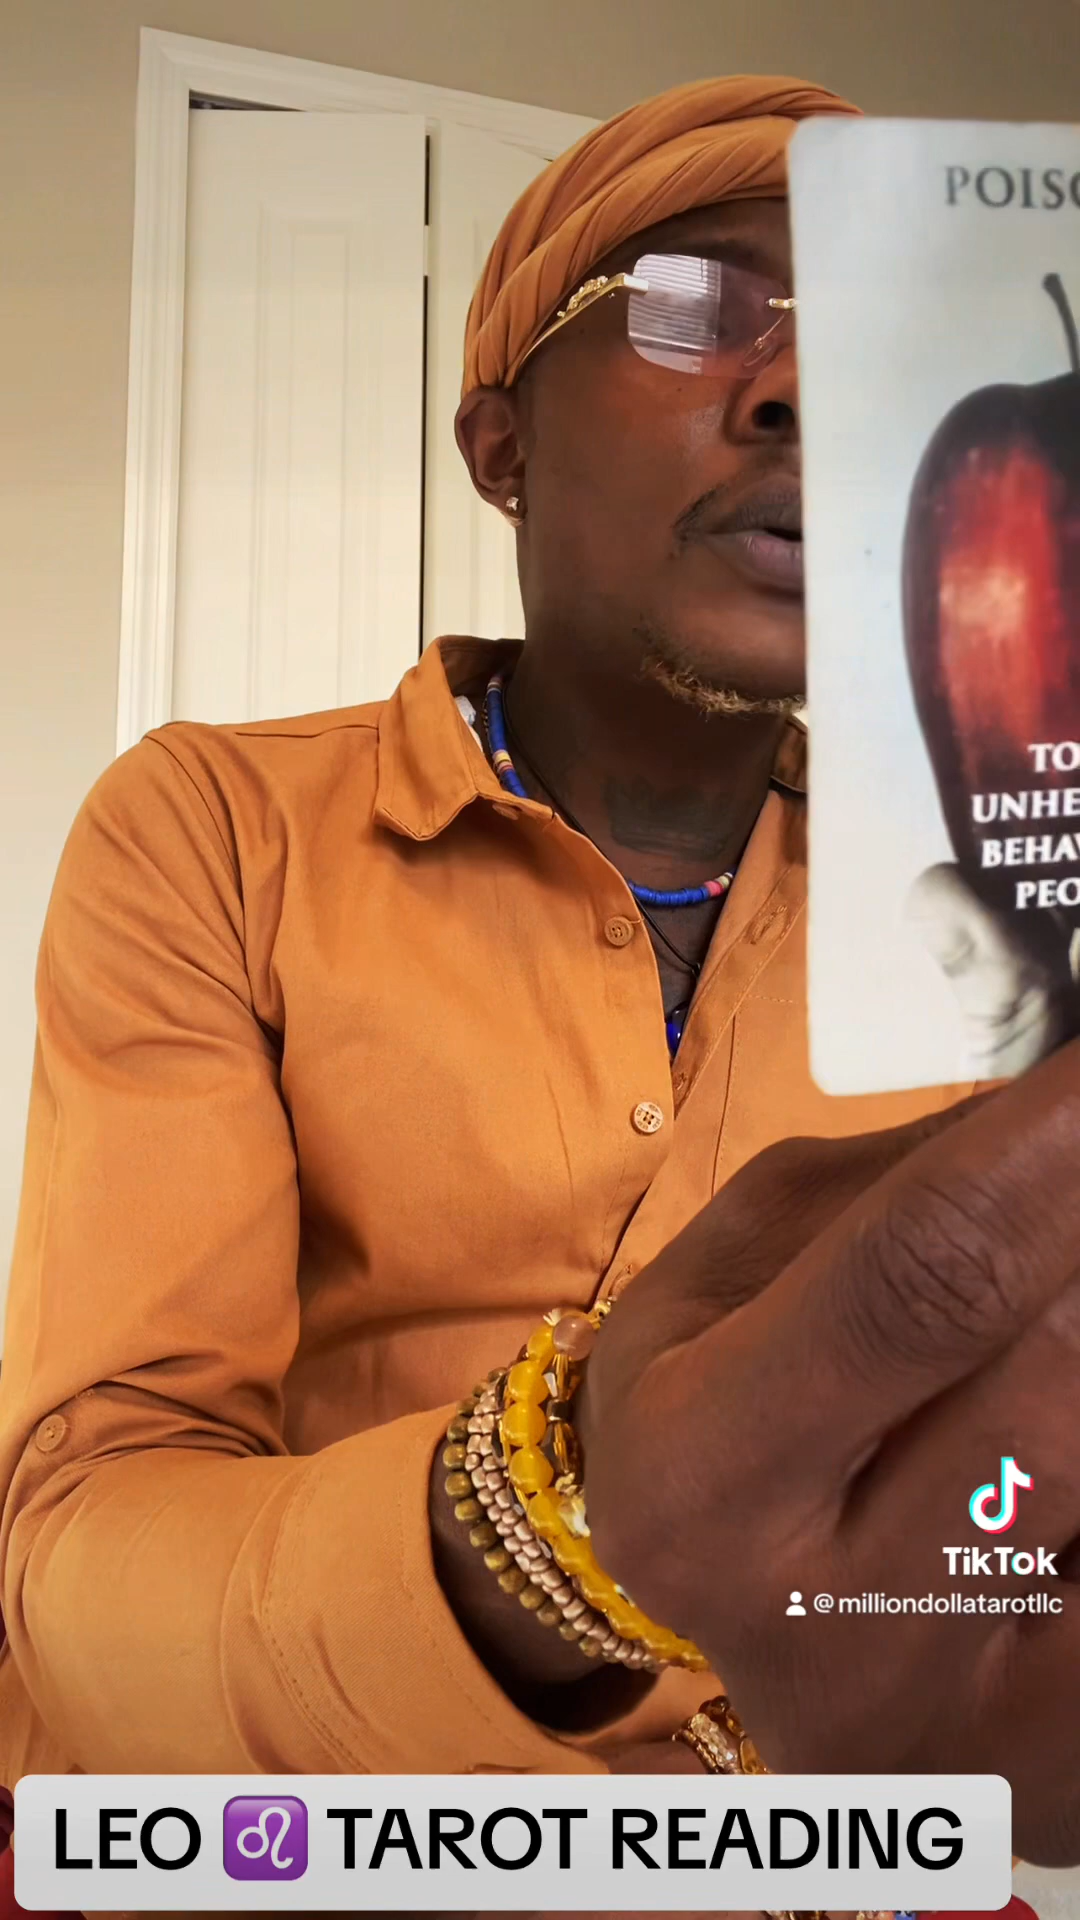 POISO
TO
UNHE
BEHAV
PEO
TikTok
@milliondollatarotllc
LEO ♌ TAROT READING